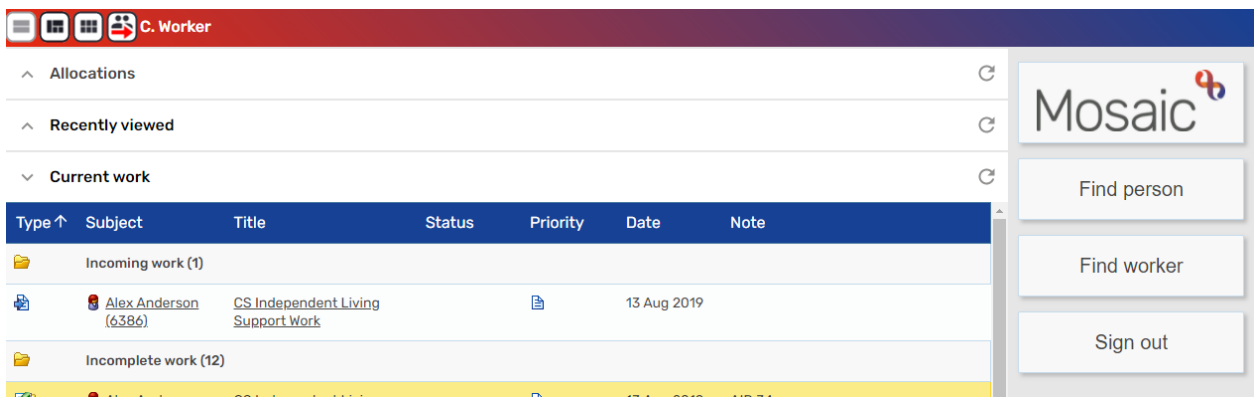 C. Worker
Allocations
Recently viewed
Current work
Type Subject Title Status Priority Date Note
Incoming work (1)
Alex Anderson CS Independent Living 13 Aug 2019
(6386) Support Work
Incomplete work (12)
Mosaic
Find person
Find worker
Sign out